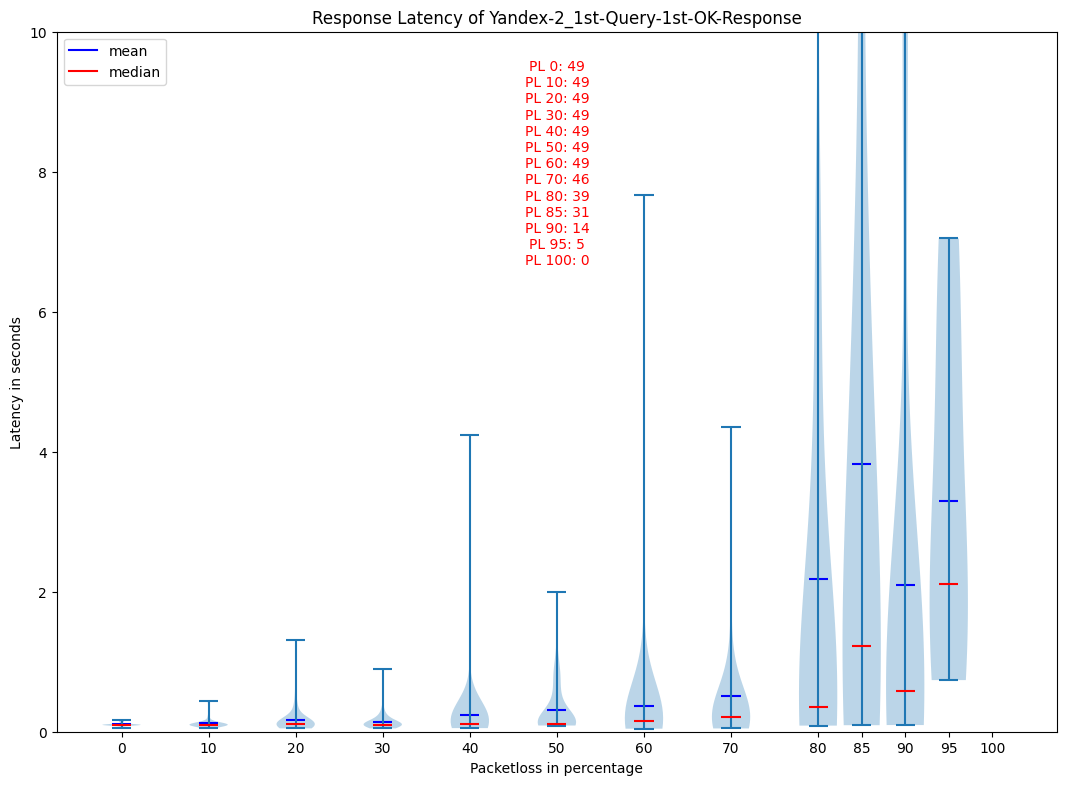 Response Latency of Yandex-2_1st-Query-1st-OK-Response
mean
median
PL 0: 49
PL 10: 49
PL 20: 49
PL 30: 49
PL 40: 49
PL 50: 49
PL 60: 49
PL 70: 46
PL 80: 39
PL 85: 31
PL 90: 14
PL 95: 5
PL 100: 0
Latency in seconds
10
8
6
4
2
0
0 10 20 30 40 50 60 70 80 85 90 95 100
Packetloss in percentage